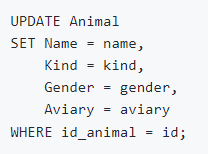 UPDATE Animal
SET Name = name,
    Kind = kind,
    Gender = gender,
    Aviary = aviary
WHERE id_animal = id;